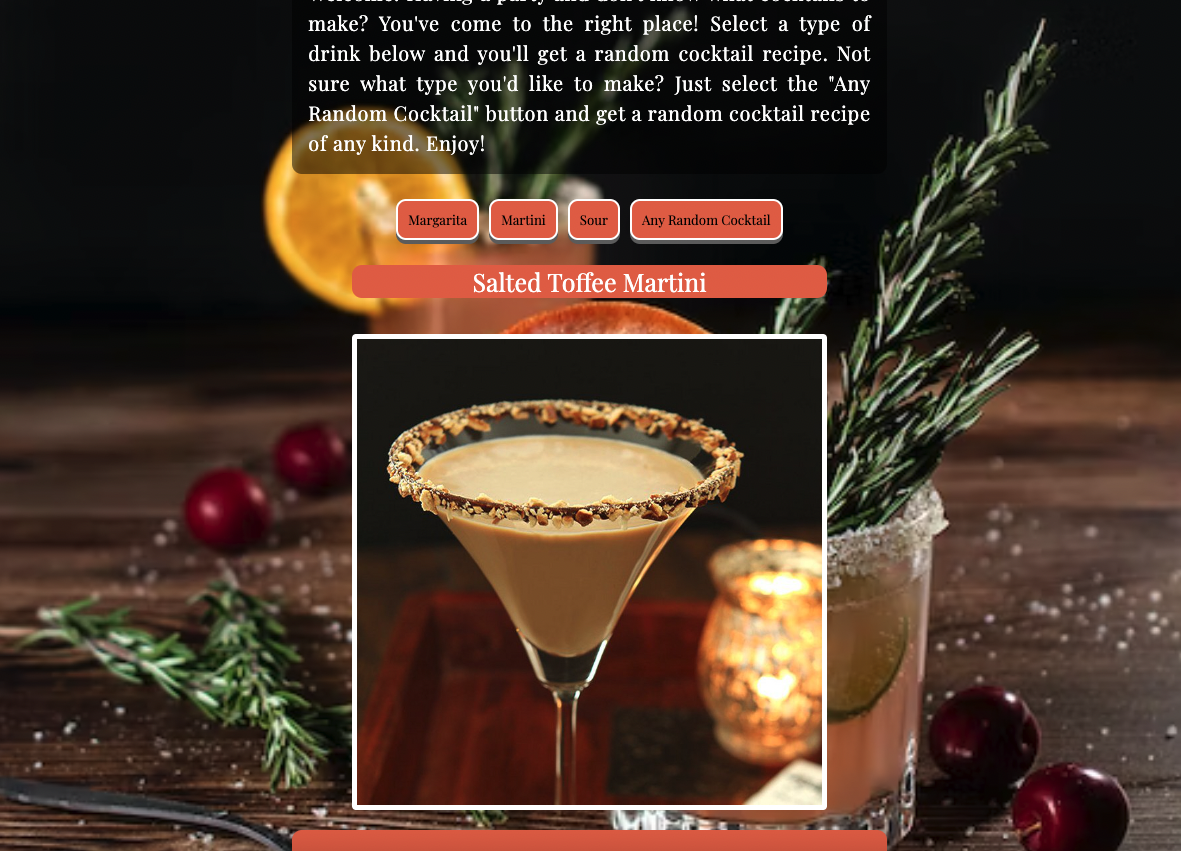 Welcome! Having a party and don't know what cocktails to
make? You've come to the right place! Select a type of
drink below and you'll get a random cocktail recipe. Not
sure what type you'd like to make? Just select the "Any
Random Cocktail" button and get a random cocktail recipe
of any kind. Enjoy!
Margarita Martini Sour Any Random Cocktail
Salted Toffee Martini